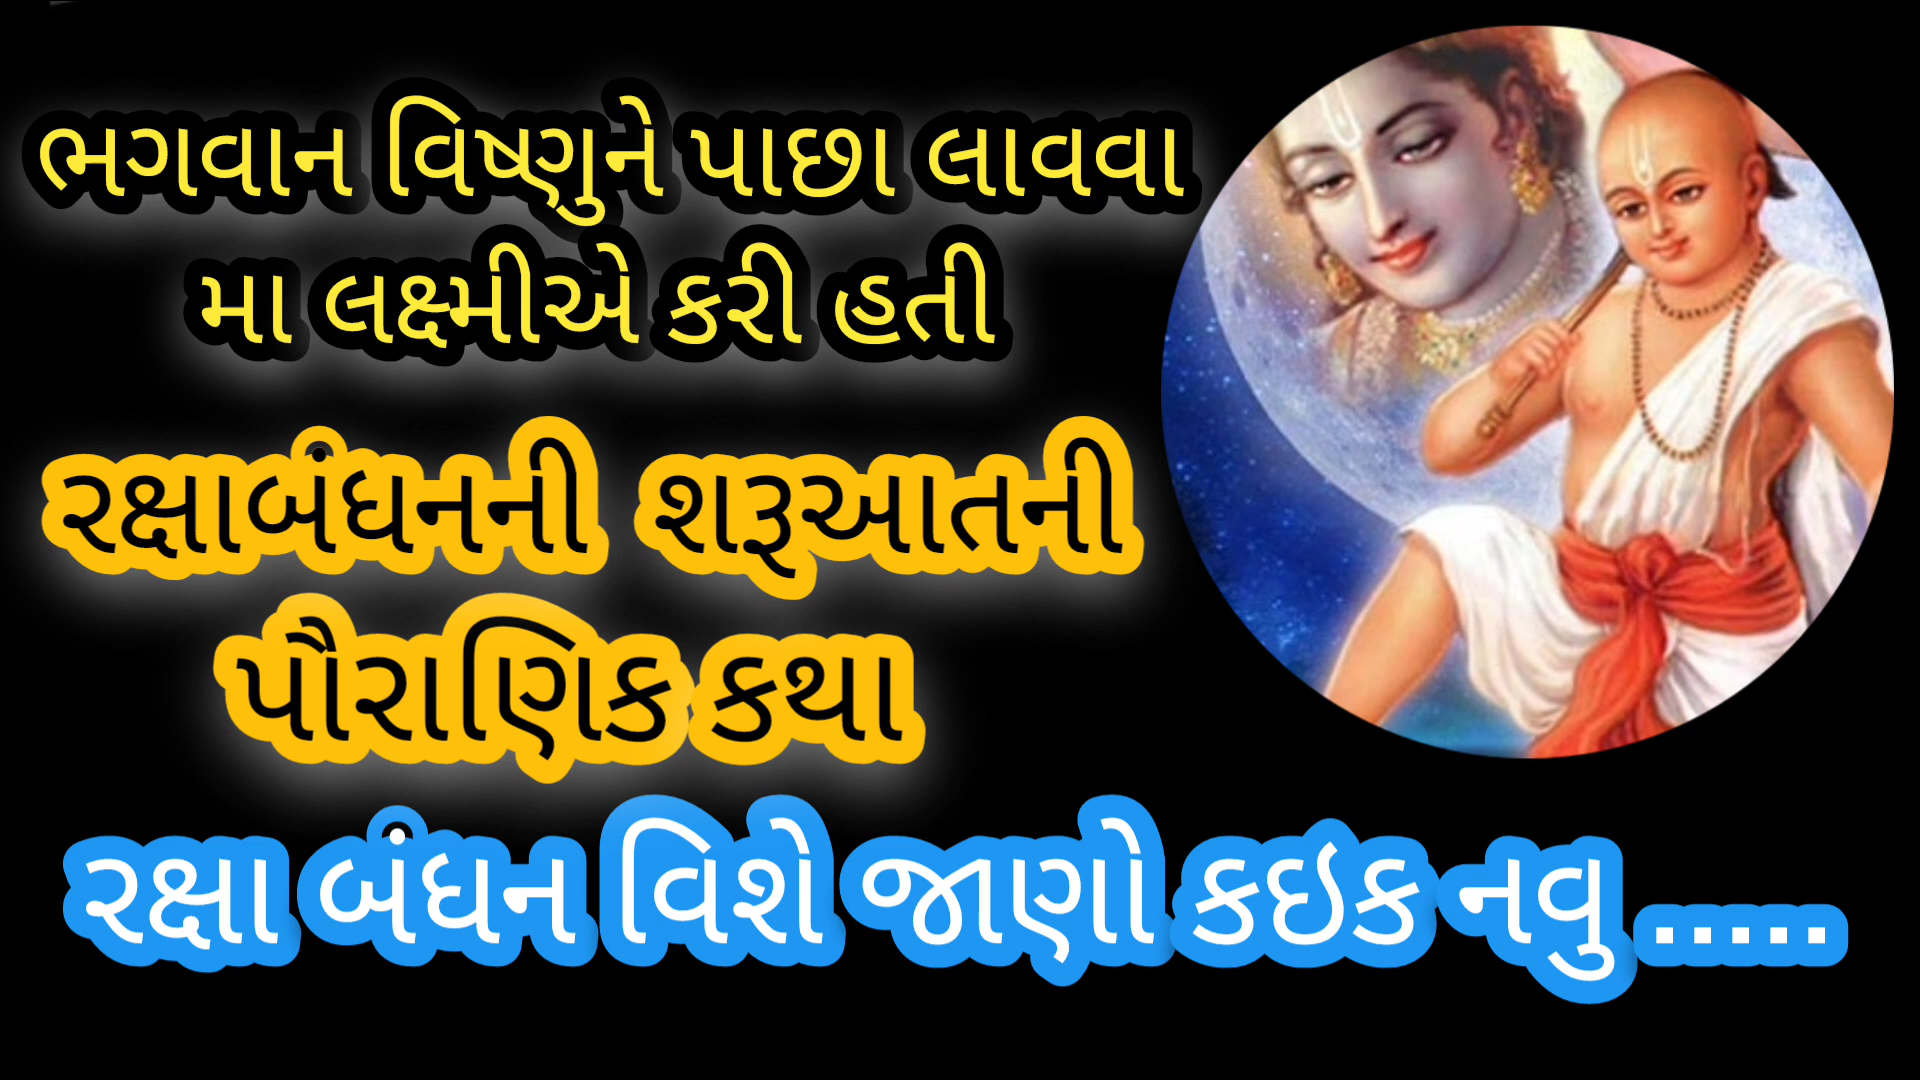 ભગવાન વિષ્ણુને પાછા લાવવા
મા લક્ષ્મીએ કરી હતી
રક્ષાબંધનની શરૂઆતની
પૌરાણિક કથા
રક્ષા બંધન વિશે જાણો કઇક નવુ .....